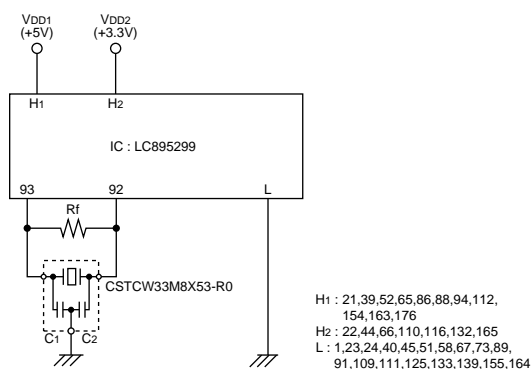 VDD1
(+5V)
VDD2
(+3.3V)
H1
H2
IC : LC895299
93
92
L
Rf
CSTCW33M8X53-R0
C1
C2
H1 : 21,39,52,65,86,88,94,112,
154,163,176
H2 : 22,44,66,110,116,132,165
L : 1,23,24,40,45,51,58,67,73,89,
91,109,111,125,133,139,155,164